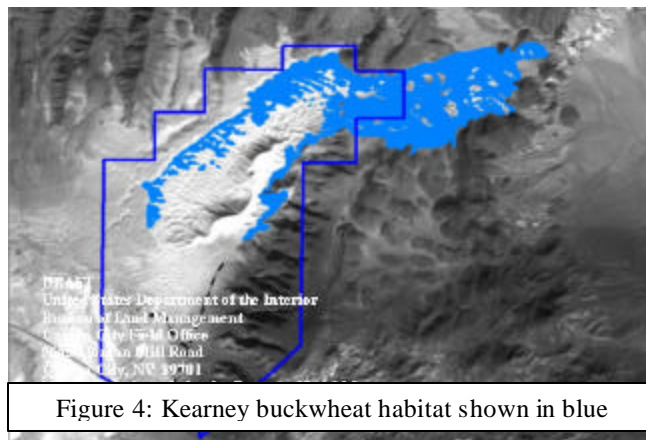 DRAFT
United States Department of the Interior
Bureau of Land Management
City Field Office
Mill Road
City, NV 89701
Figure 4: Kearney buckwheat habitat shown in blue